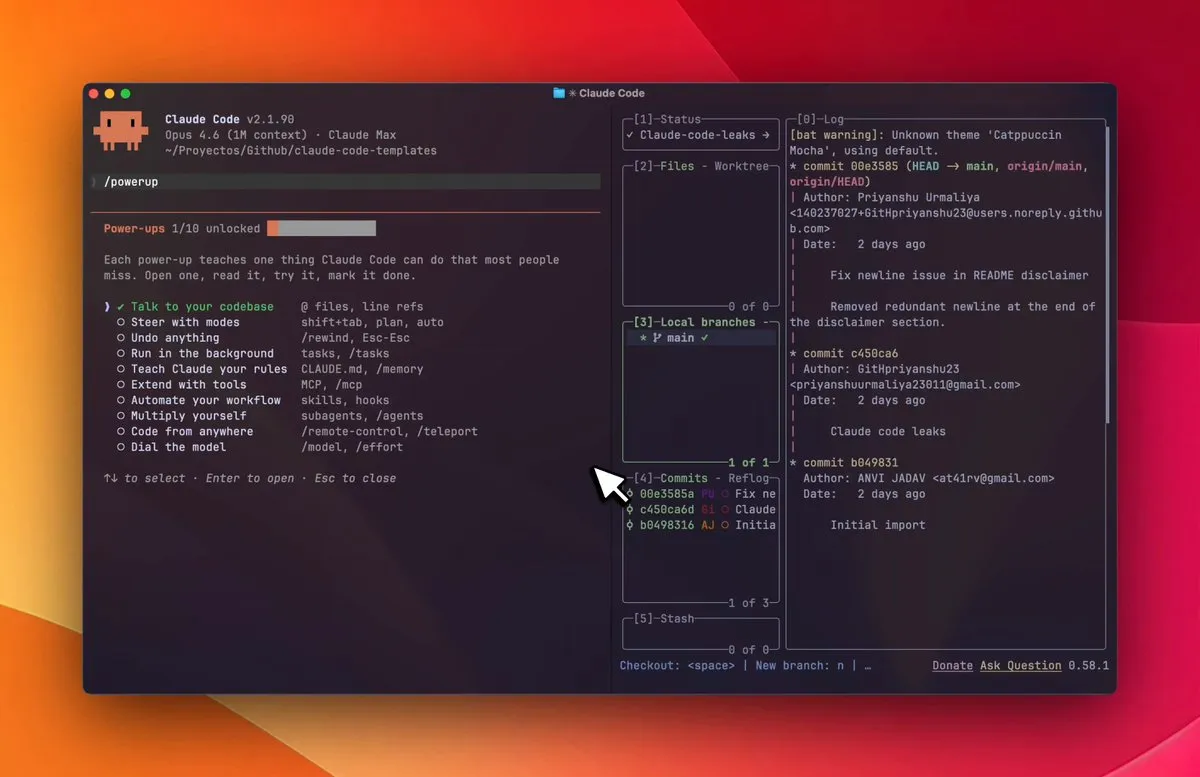 ✳ Claude Code
Claude Code v2.1.90
Opus 4.6 (1M context) · Claude Max
~/Proyectos/Github/claude-code-templates
❯ /powerup
Power-ups 1/10 unlocked
Each power-up teaches one thing Claude Code can do that most people
miss. Open one, read it, try it, mark it done.
❯ ✔ Talk to your codebase @ files, line refs
○ Steer with modes shift+tab, plan, auto
○ Undo anything /rewind, Esc-Esc
○ Run in the background tasks, /tasks
○ Teach Claude your rules CLAUDE.md, /memory
○ Extend with tools MCP, /mcp
○ Automate your workflow skills, hooks
○ Multiply yourself subagents, /agents
○ Code from anywhere /remote-control, /teleport
○ Dial the model /model, /effort
↑↓ to select · Enter to open · Esc to close
[1]─Status
✓ Claude-code-leaks →
[2]─Files - Worktree
0 of 0
[3]─Local branches -
* main ✓
1 of 1
[4]─Commits - Reflog
00e3585a PU ○ Fix ne
c450ca6d Gi ○ Claude
b0498316 AJ ○ Initia
1 of 3
[5]─Stash
0 of 0
[0]─Log
[bat warning]: Unknown theme 'Catppuccin
Mocha', using default.
* commit 00e3585 (HEAD -> main, origin/main,
origin/HEAD)
| Author: Priyanshu Urmaliya
<140237027+GitHpriyanshu23@users.noreply.githu
b.com>
| Date:   2 days ago
|
|     Fix newline issue in README disclaimer
|
|     Removed redundant newline at the end of
the disclaimer section.
|
* commit c450ca6
| Author: GitHpriyanshu23
<priyanshuurmaliya23011@gmail.com>
| Date:   2 days ago
|
|     Claude code leaks
|
* commit b049831
Author: ANVI JADAV <at41rv@gmail.com>
Date:   2 days ago
Initial import
Checkout: <space> | New branch: n | …
Donate Ask Question 0.58.1